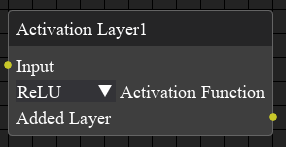 Activation Layer1
Input
ReLU Activation Function
Added Layer